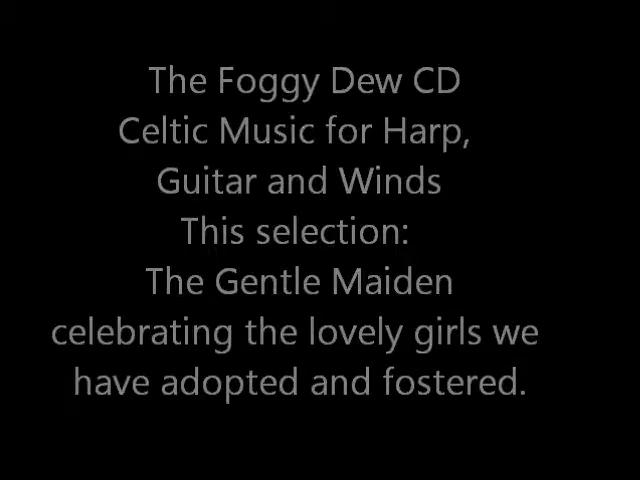 The Foggy Dew CD
Celtic Music for Harp,
Guitar and Winds
This selection:
The Gentle Maiden
celebrating the lovely girls we
have adopted and fostered.